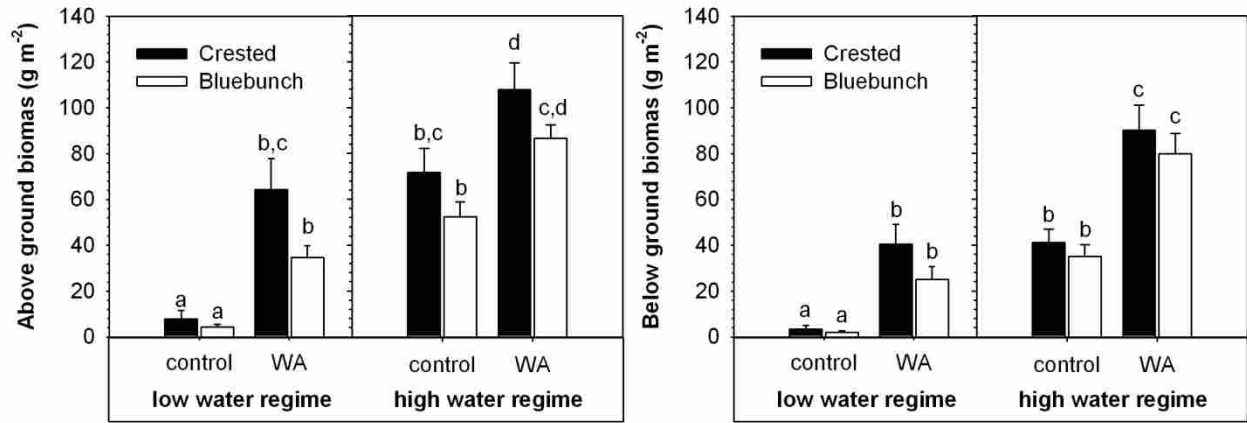 Above ground biomas (g m⁻²)
140
120
100
80
60
40
20
0
Crested
Bluebunch
a
a
b,c
b
b,c
b
d
c,d
control
WA
control
WA
low water regime
high water regime
Below ground biomas (g m⁻²)
140
120
100
80
60
40
20
0
Crested
Bluebunch
a
a
b
b
b
b
c
c
control
WA
control
WA
low water regime
high water regime